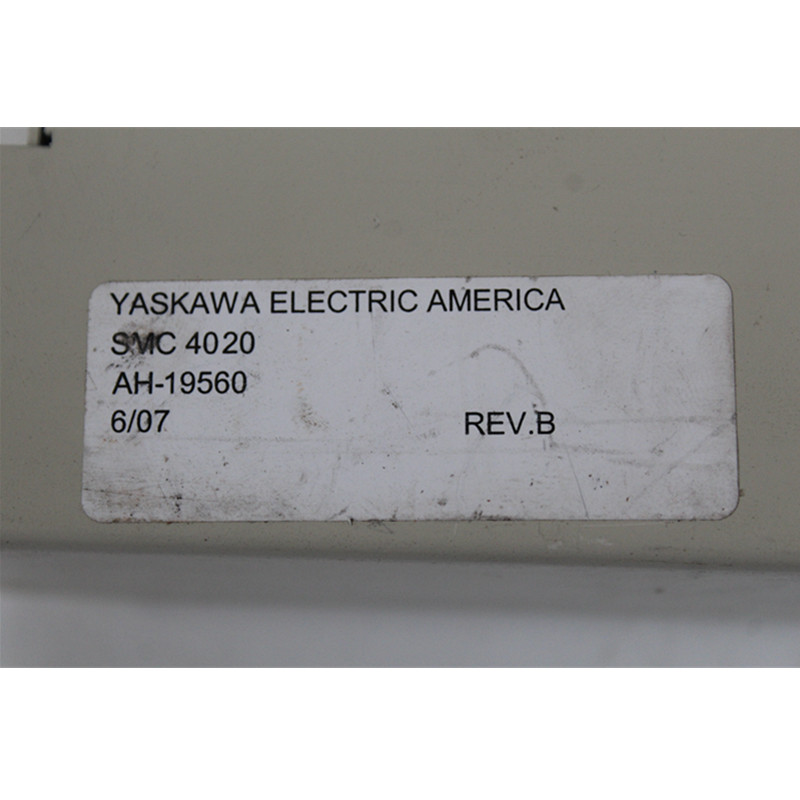 YASKAWA ELECTRIC AMERICA
SMC 4020
AH-19560
6/07 REV.B